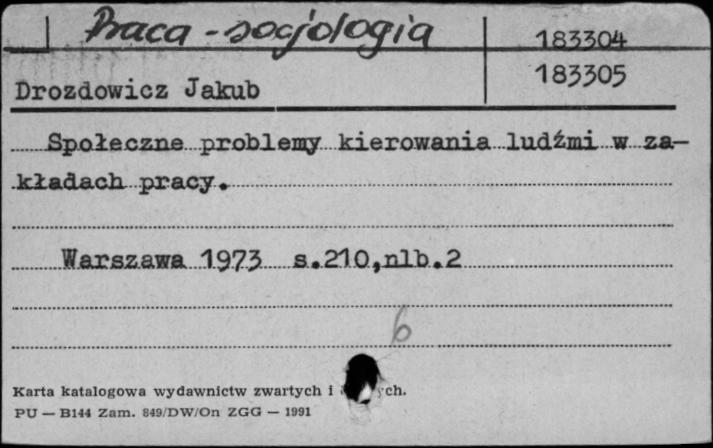 Praca - socjologia
183304
183305
Drozdowicz Jakub
Społeczne problemy kierowania ludźmi w za-
kładach pracy.
Warszawa 1973 s.210,nlb.2
6
Karta katalogowa wydawnictw zwartych i ych.
PU — B144 Zam. 849/DW/On ZGG — 1991